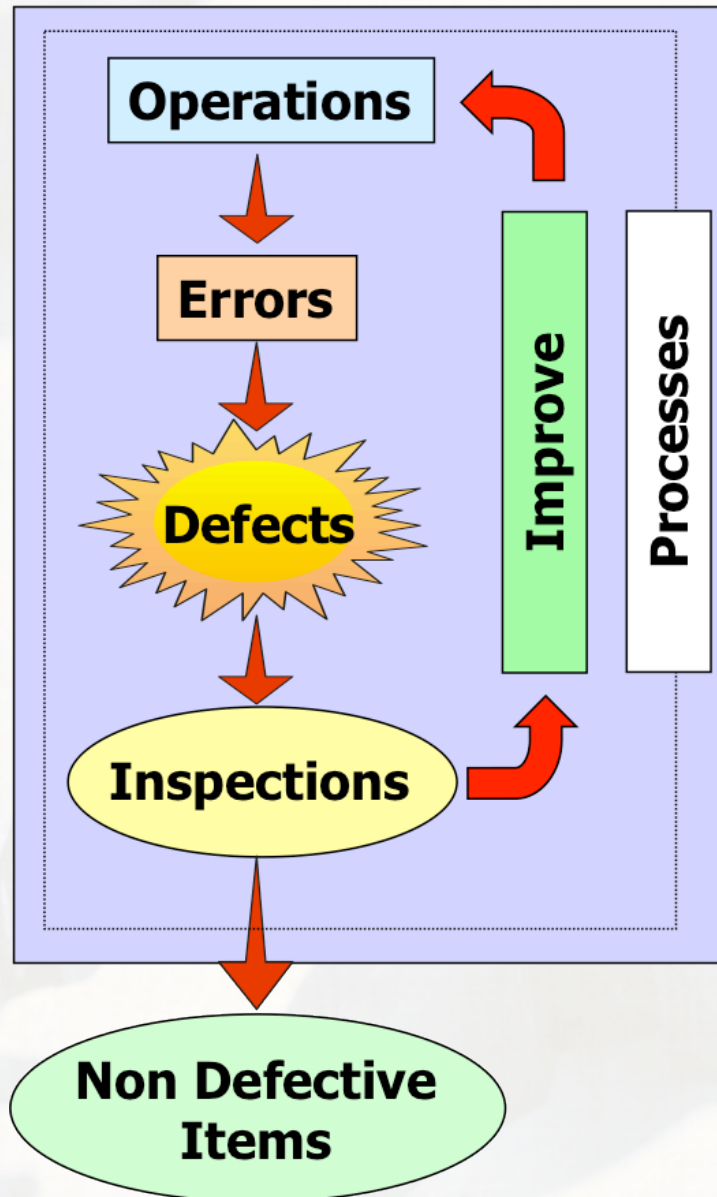 Operations
Errors
Defects
Inspections
Improve
Processes
Non Defective
Items